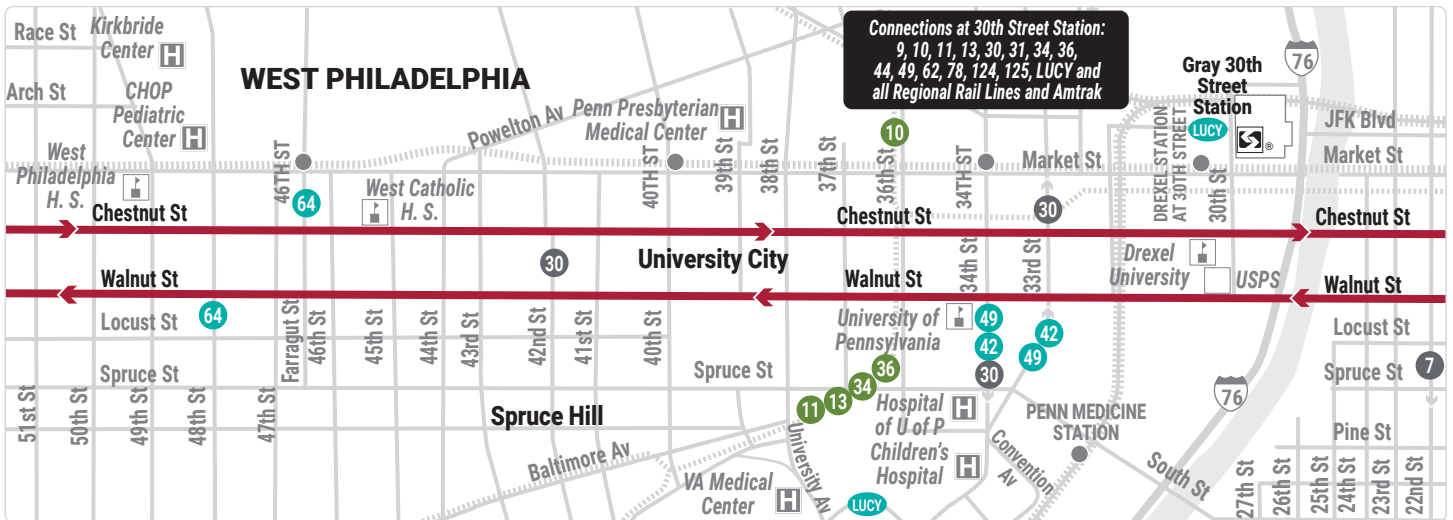 Race St
Kirkbride
Center
H
Arch St
CHOP
Pediatric
Center
H
West
Philadelphia
H. S.
WEST PHILADELPHIA
Powelton Av
Penn Presbyterian
Medical Center
H
Connections at 30th Street Station:
9, 10, 11, 13, 30, 31, 34, 36,
44, 49, 62, 78, 124, 125, LUCY and
all Regional Rail Lines and Amtrak
76
Gray 30th
Street
Station
LUCY
®
JFK Blvd
Market St
Market St
46TH ST
64
West Catholic
H. S.
40TH ST
39th St
38th St
37th St
36th St
10
34TH ST
30
DREXEL STATION
AT 30TH STREET
30th St
Chestnut St
Chestnut St
Chestnut St
30
University City
34th St
33rd St
Drexel
University
USPS
Walnut St
Walnut St
Walnut St
Locust St
64
Farragut St
46th St
45th St
44th St
43rd St
42nd St
41st St
40th St
University of
Pennsylvania
49
42
30
42
49
Locust St
Spruce St
Spruce St
Spruce St
7
51st St
50th St
49th St
48th St
47th St
Spruce Hill
11
13
34
36
Hospital
of U of P
H
Children's
Hospital
H
PENN MEDICINE
STATION
76
Pine St
Baltimore Av
University Av
VA Medical
Center
H
LUCY
Convention
Av
South St
27th St
26th St
25th St
24th St
23rd St
22nd St